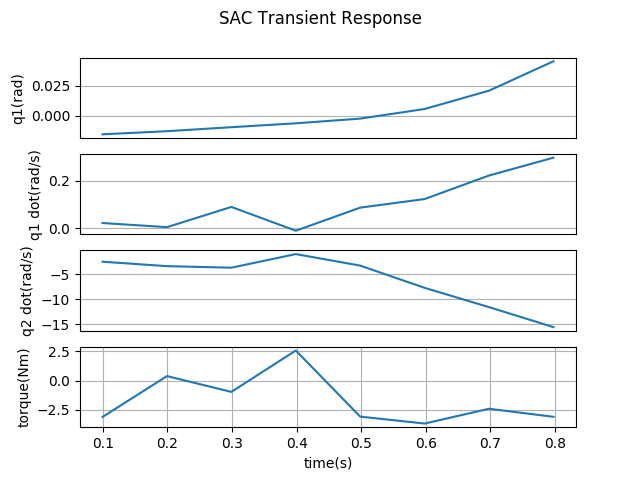 SAC Transient Response
q1(rad)
0.025
0.000
q1 dot(rad/s)
0.2
0.0
q2 dot(rad/s)
−5
−10
−15
torque(Nm)
2.5
0.0
−2.5
0.1 0.2 0.3 0.4 0.5 0.6 0.7 0.8
time(s)